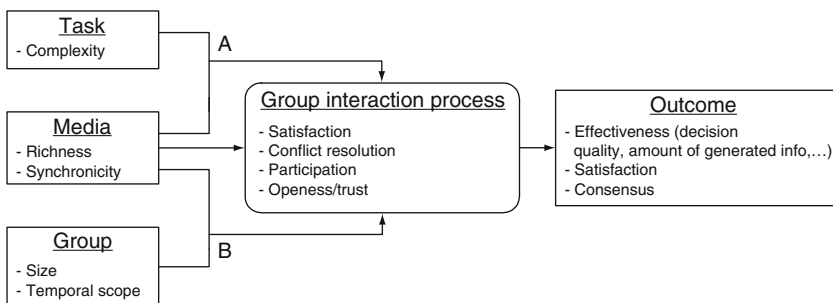 Task
- Complexity
A
Media
- Richness
- Synchronicity
Group interaction process
- Satisfaction
- Conflict resolution
- Participation
- Openess/trust
Outcome
- Effectiveness (decision
quality, amount of generated info,...)
- Satisfaction
- Consensus
B
Group
- Size
- Temporal scope